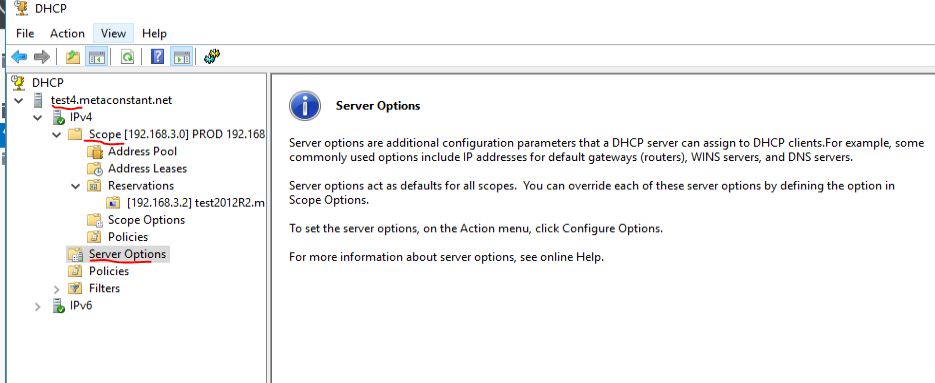 DHCP
File Action View Help
DHCP
test4.metaconstant.net
IPv4
Scope [192.168.3.0] PROD 192.168
Address Pool
Address Leases
Reservations
[192.168.3.2] test2012R2.m
Scope Options
Policies
Server Options
Policies
Filters
IPv6
Server Options
Server options are additional configuration parameters that a DHCP server can assign to DHCP clients.For example, some
commonly used options include IP addresses for default gateways (routers), WINS servers, and DNS servers.
Server options act as defaults for all scopes.  You can override each of these server options by defining the option in
Scope Options.
To set the server options, on the Action menu, click Configure Options.
For more information about server options, see online Help.